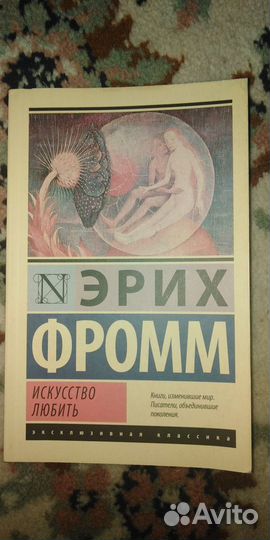 N ЭРИХ
ФРОММ
ИСКУССТВО
ЛЮБИТЬ
Книги, изменившие мир.
Писатели, объединившие
поколения.
эксклюзивная классика
Avito